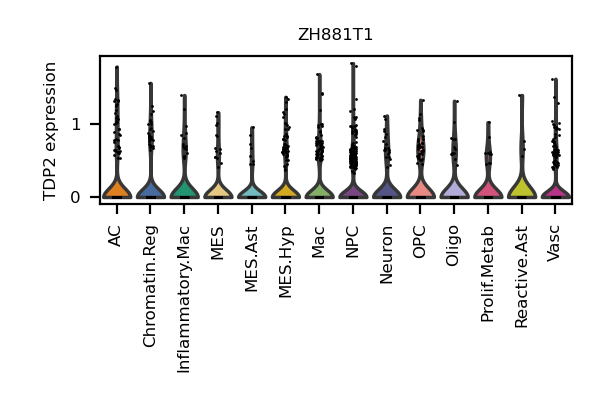 ZH881T1
TDP2 expression
1
0
AC
Chromatin.Reg
Inflammatory.Mac
MES
MES.Ast
MES.Hyp
Mac
NPC
Neuron
OPC
Oligo
Prolif.Metab
Reactive.Ast
Vasc